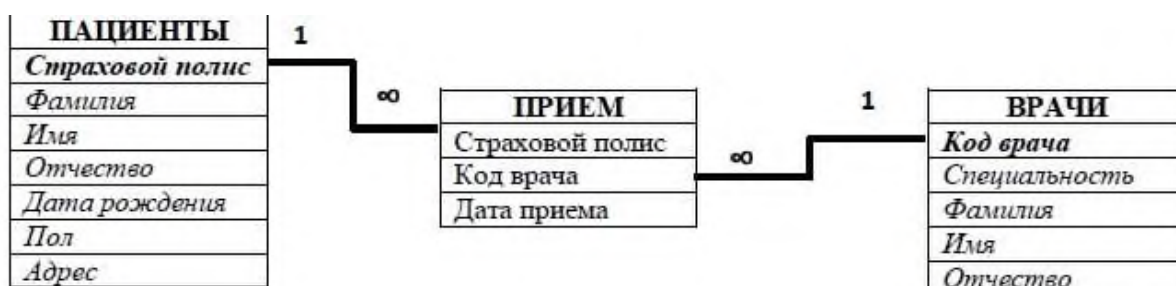 ПАЦИЕНТЫ
Страховой полис
Фамилия
Имя
Отчество
Дата рождения
Пол
Адрес
1
∞
ПРИЕМ
Страховой полис
Код врача
Дата приема
∞
1
ВРАЧИ
Код врача
Специальность
Фамилия
Имя
Отчество